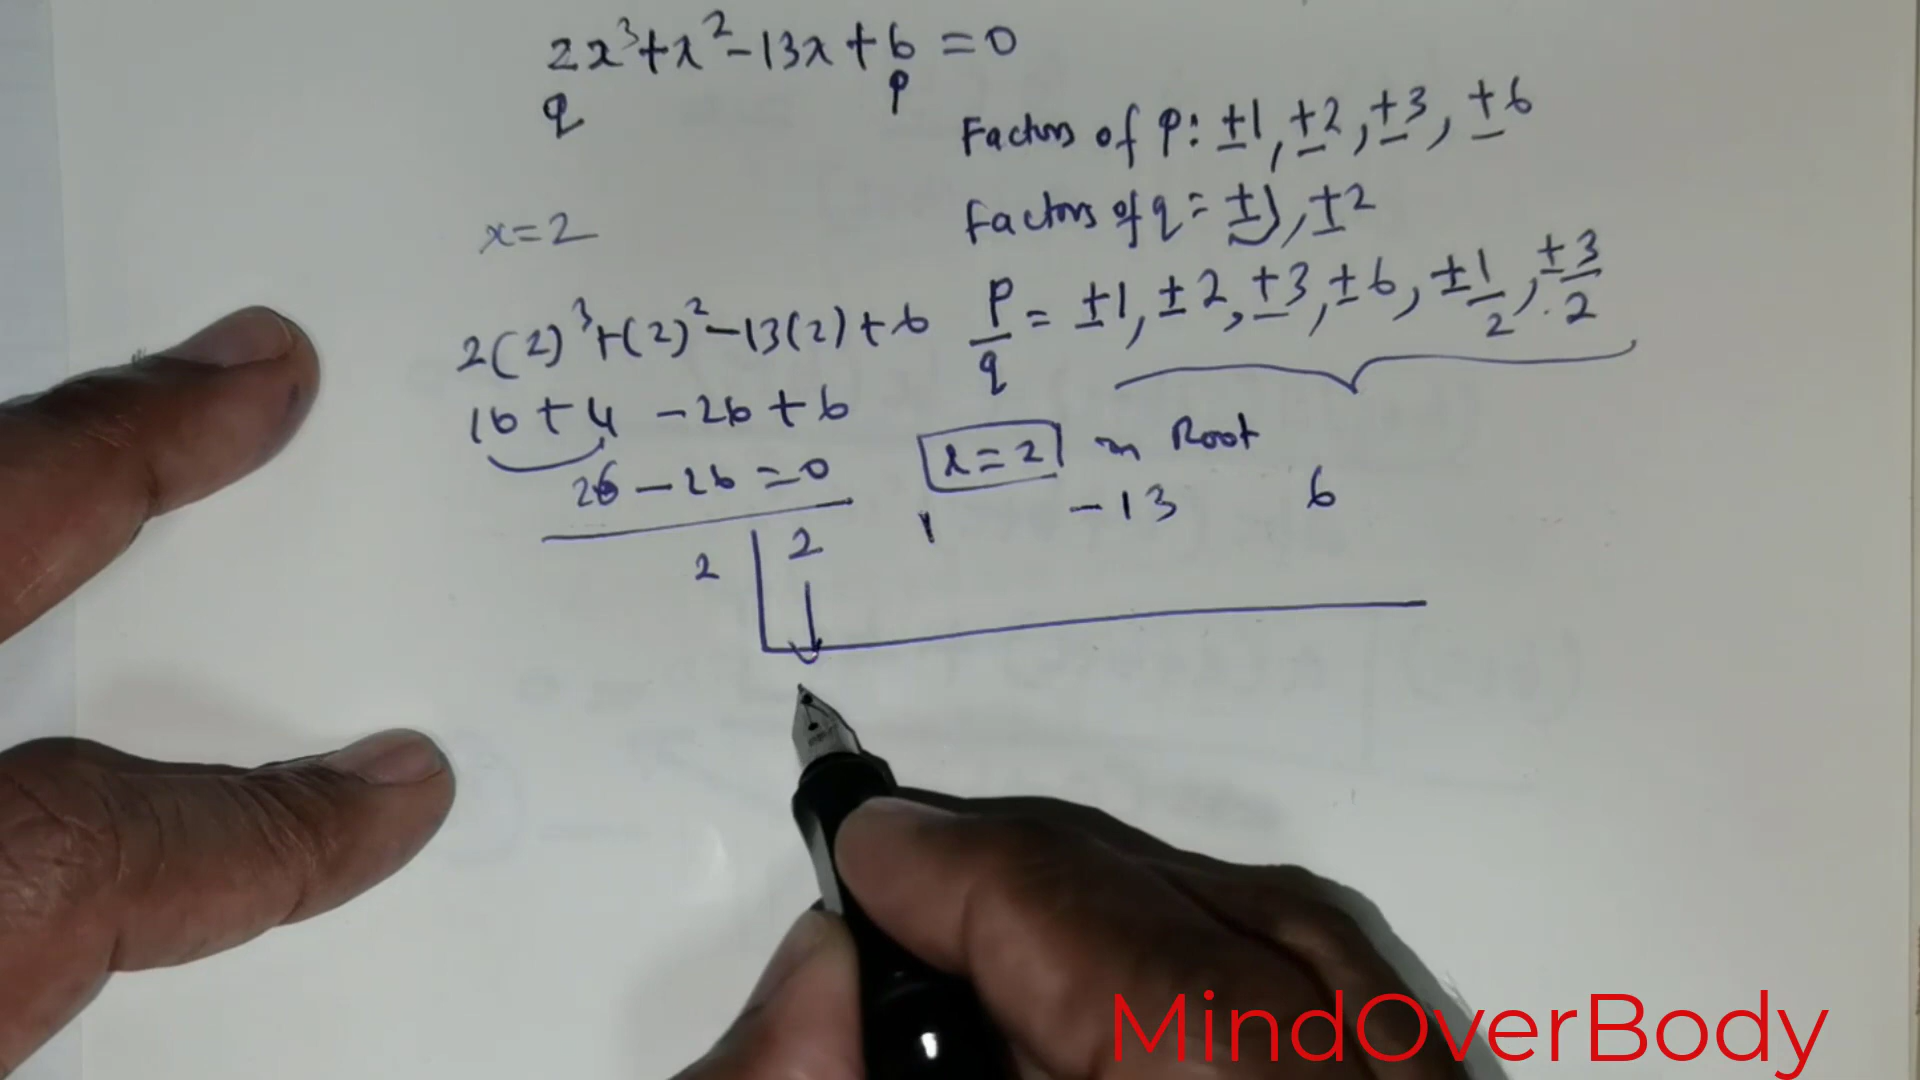 2x³+x²-13x+6 =0
q p
Factors of P: ±1, ±2, ±3, ±6
Factors of q = ±1, ±2
x=2
P/q = ±1, ±2, ±3, ±6, ±1/2, ±3/2
2(2)³+(2)²-13(2)+6
16+4 -26+6
x=2 Root
26-26=0
2 2 1 -13 6
MindOverBody